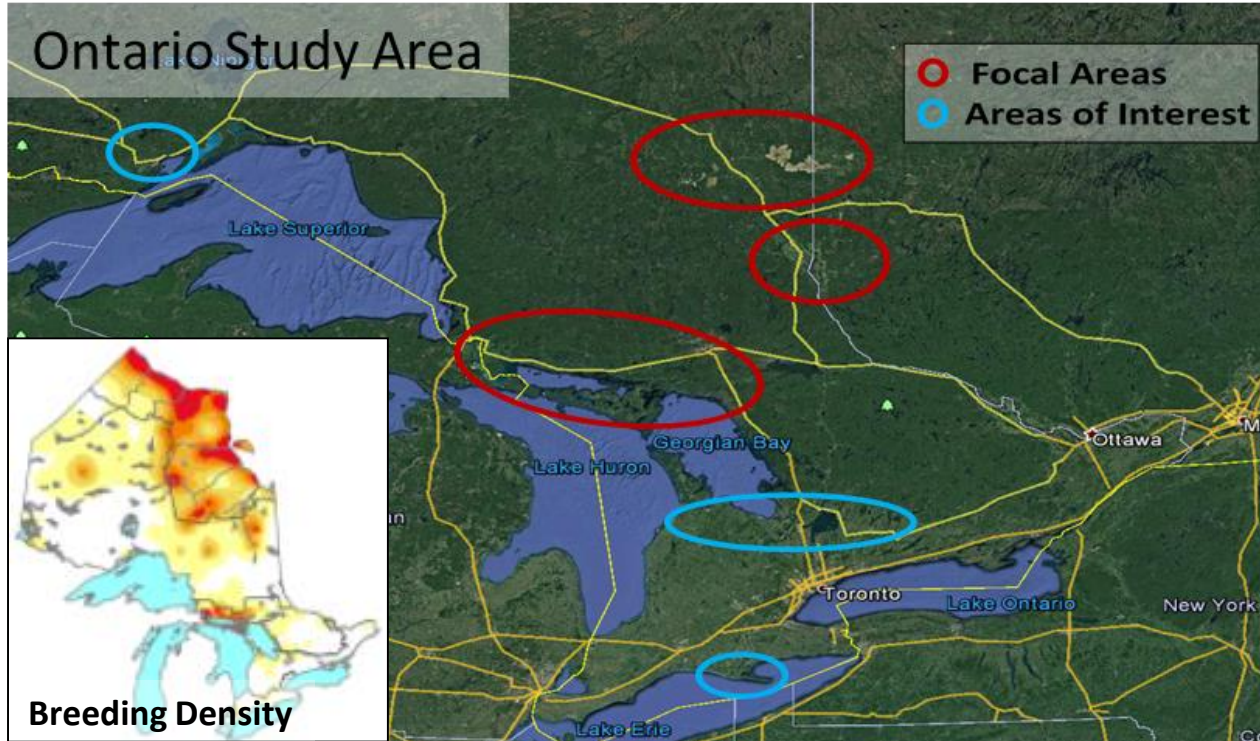 Ontario Study Area
Focal Areas
Areas of Interest
Lake Superior
Georgian Bay
Lake Huron
Ottawa
M
an
Toronto
Lake Ontario
New York
Lake Erie
Breeding Density